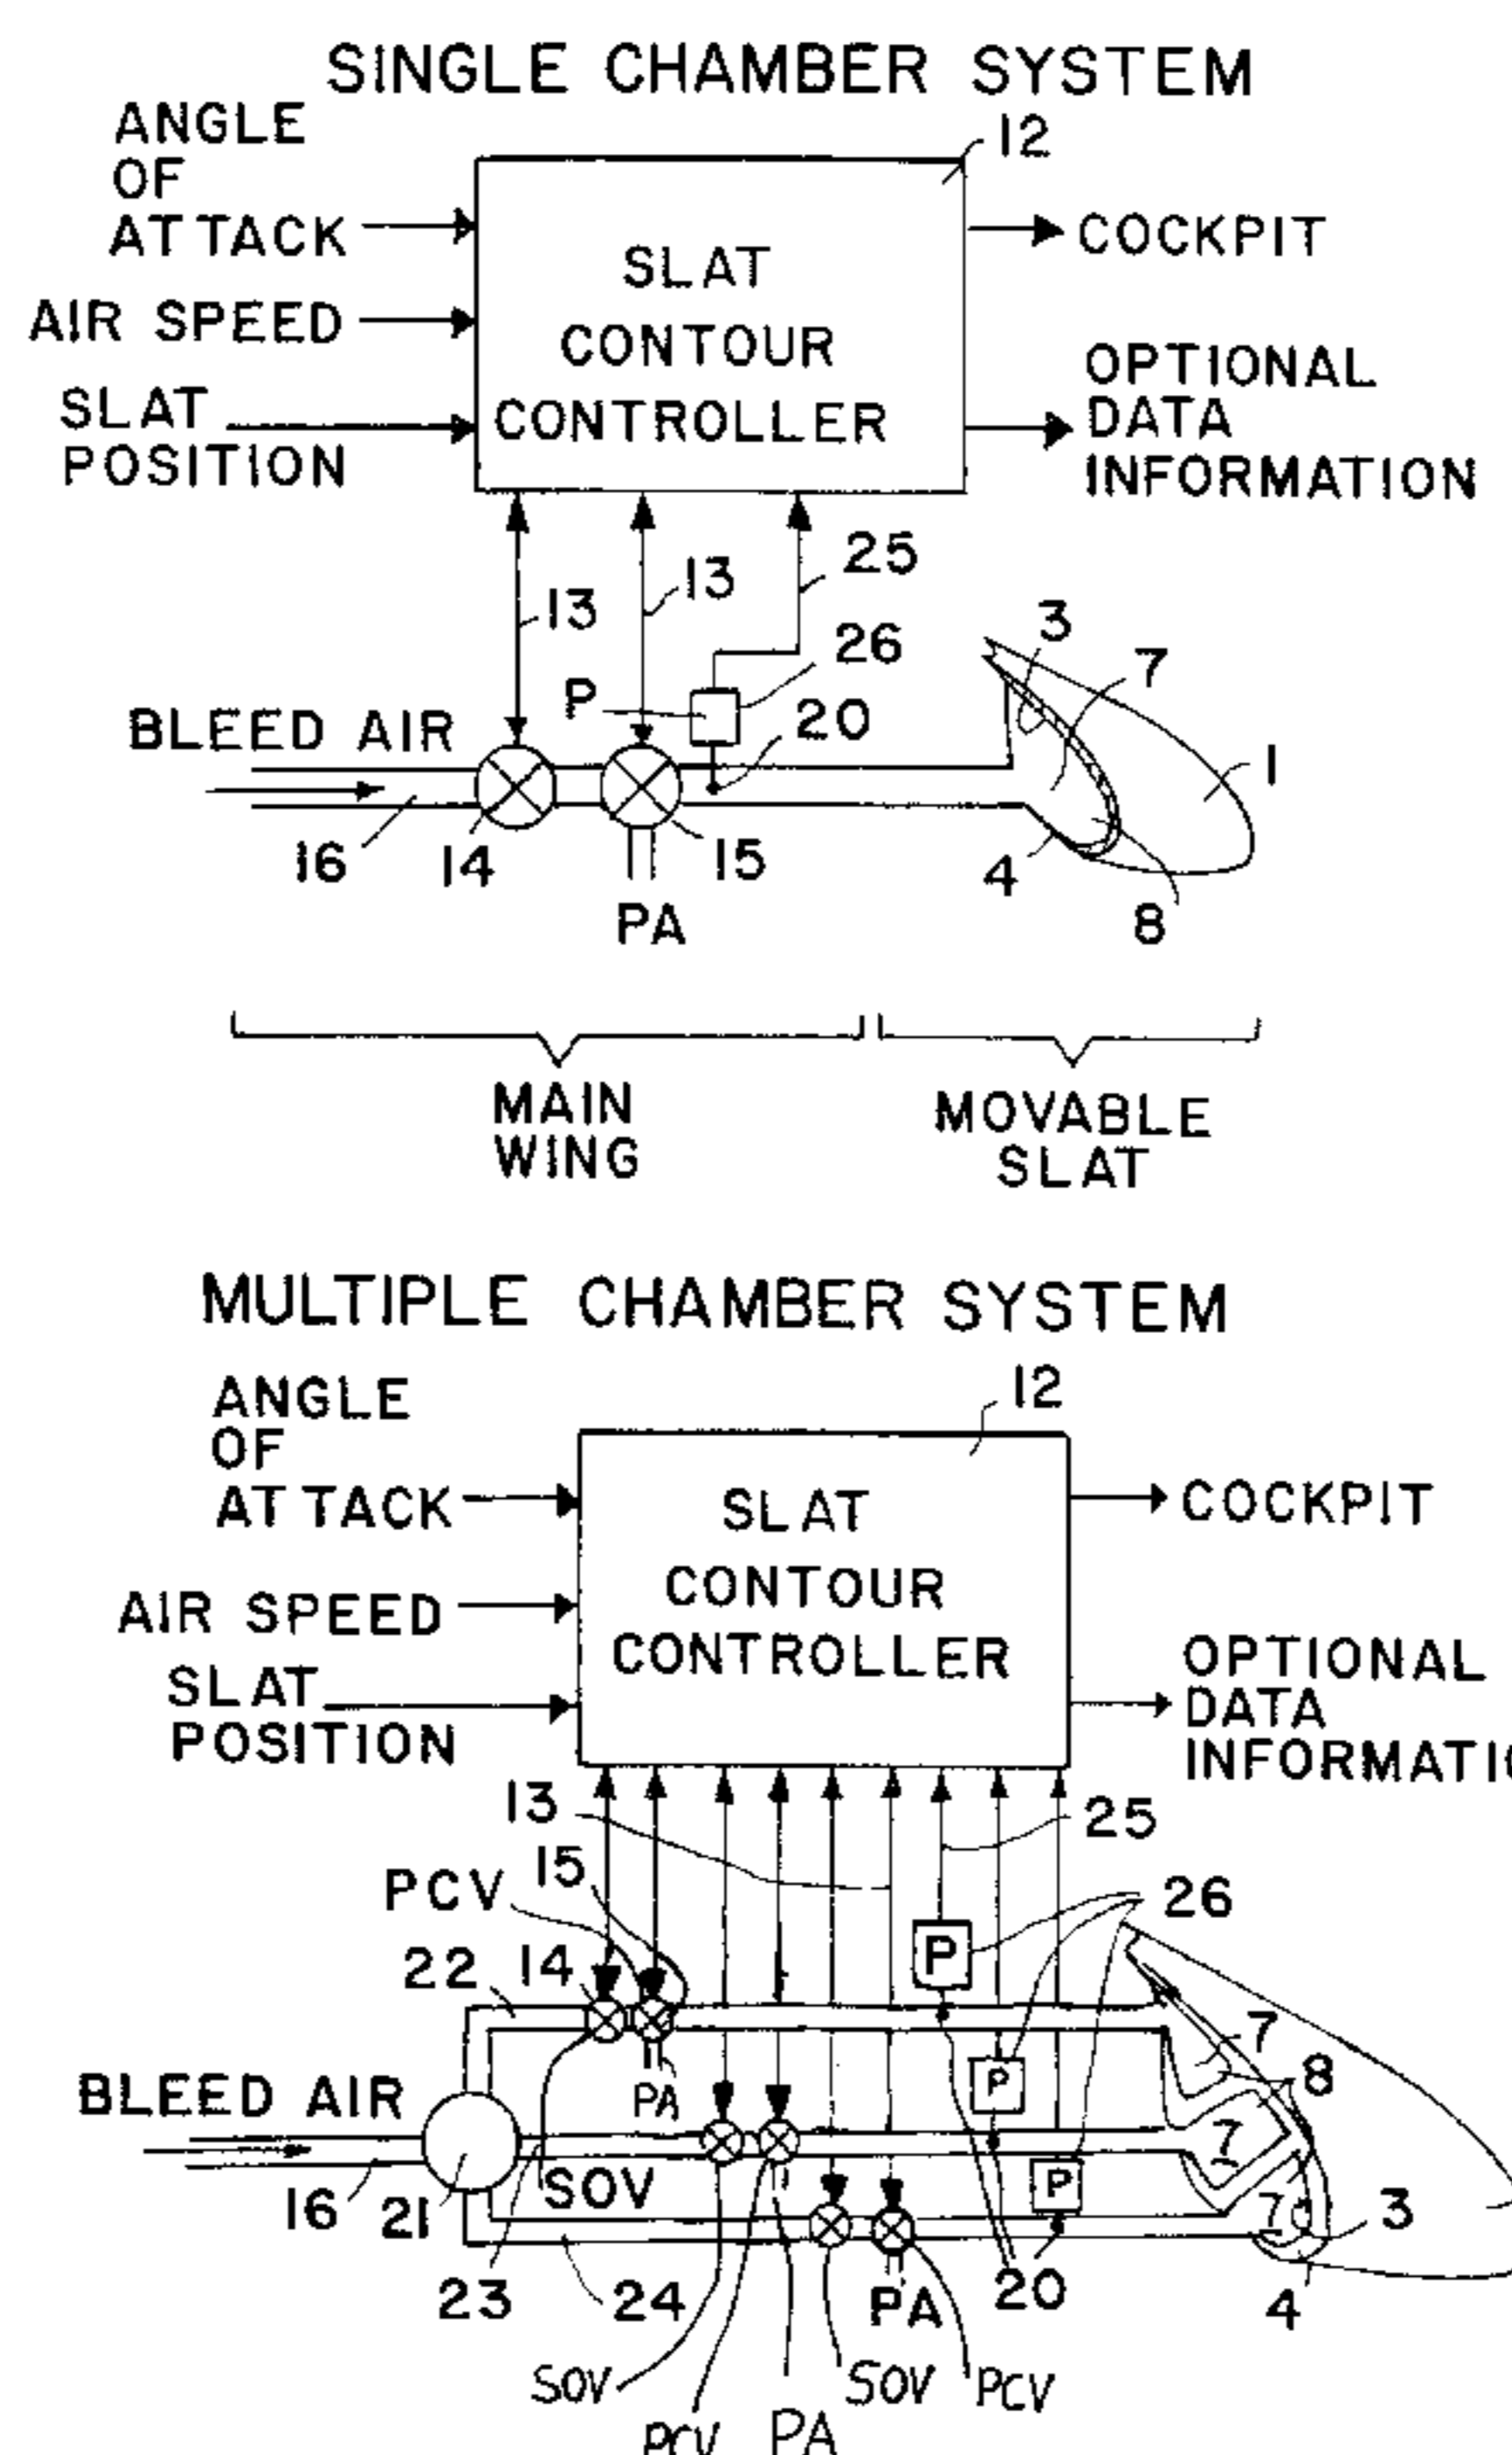 SINGLE CHAMBER SYSTEM
ANGLE
OF
ATTACK
AIR SPEED
SLAT
POSITION
12
SLAT
CONTOUR
CONTROLLER
COCKPIT
OPTIONAL
DATA
INFORMATION
13
13
25
26
P
20
3
7
BLEED AIR
1
16
14
15
4
8
PA
MAIN
WING
MOVABLE
SLAT
MULTIPLE CHAMBER SYSTEM
ANGLE
OF
ATTACK
AIR SPEED
SLAT
POSITION
12
SLAT
CONTOUR
CONTROLLER
COCKPIT
OPTIONAL
DATA
INFORMATIO
13
25
PCV
15
26
22
14
P
7
8
BLEED AIR
PA
P
7
16
21
SOV
P
7
3
23
24
PA
20
4
SOV
PCV
PA
SOV
PCV